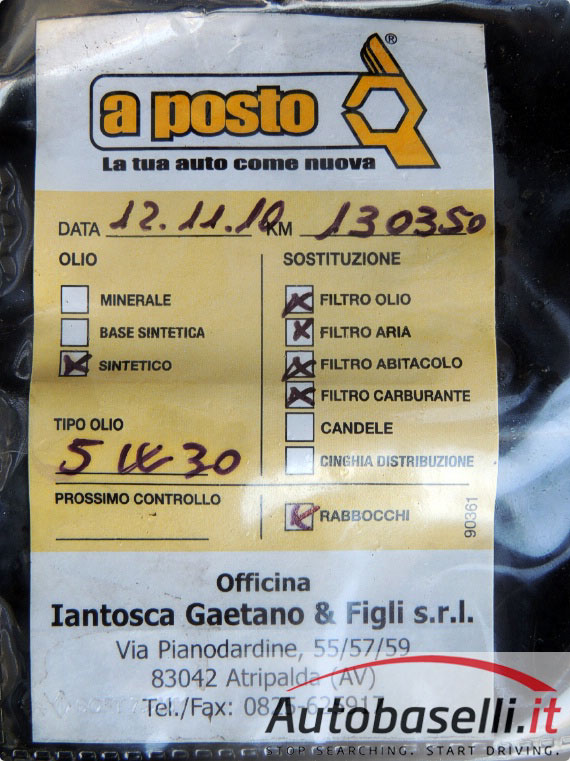 ®
a posto
La tua auto come nuova
DATA 12.11.10 KM 130350
OLIO
MINERALE
BASE SINTETICA
SINTETICO
TIPO OLIO
5W30
PROSSIMO CONTROLLO
SOSTITUZIONE
FILTRO OLIO
FILTRO ARIA
FILTRO ABITACOLO
FILTRO CARBURANTE
CANDELE
CINGHIA DISTRIBUZIONE
RABBOCCHI
90361
Officina
Iantosca Gaetano & Figli s.r.l.
Via Pianodardine, 55/57/59
83042 Atripalda (AV)
Tel./Fax:
Autobaselli.it
STOP SEARCHING. START DRIVING.